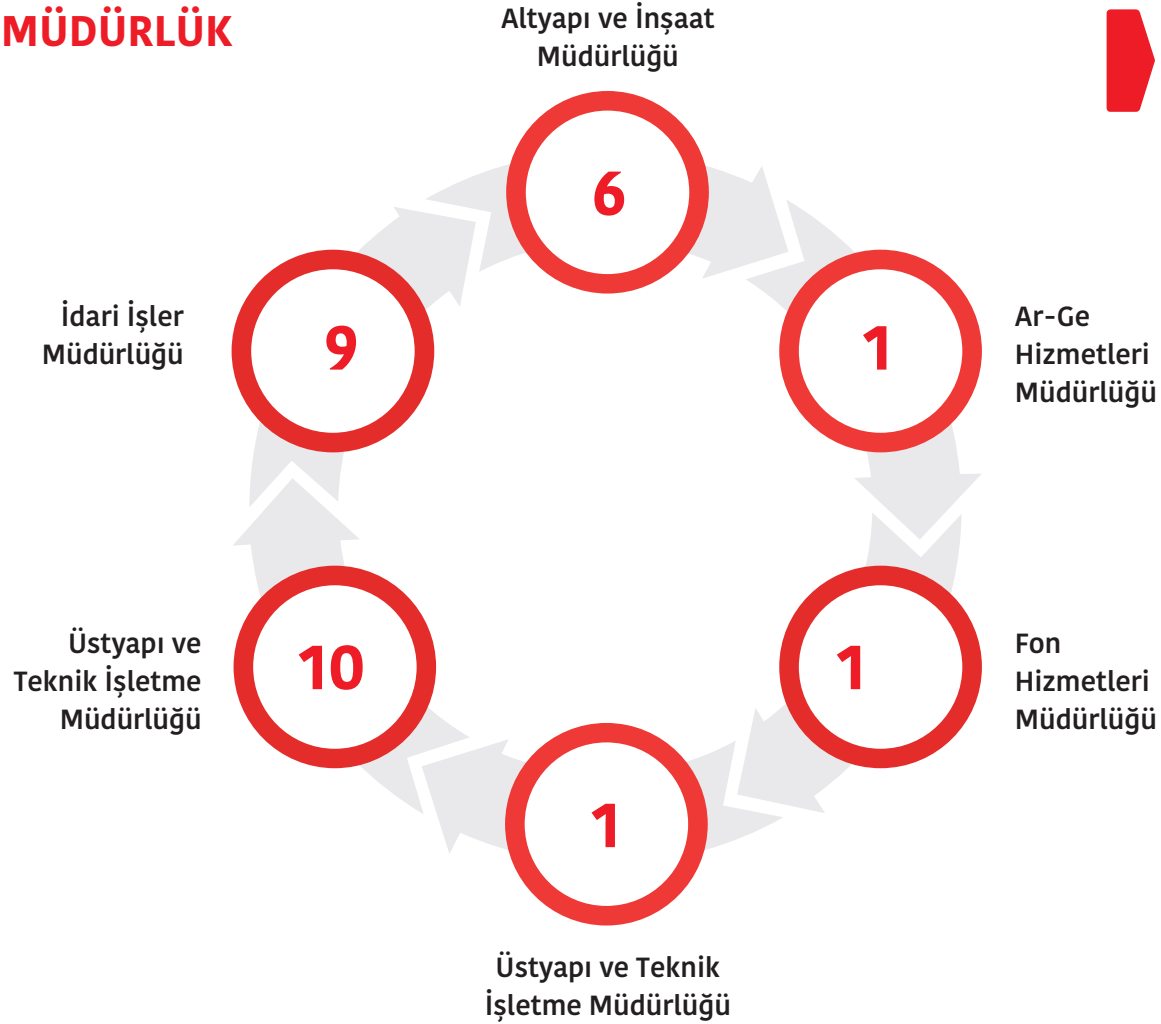 MÜDÜRLÜK
Altyapı ve İnşaat
Müdürlüğü
6
1
Ar-Ge
Hizmetleri
Müdürlüğü
1
Fon
Hizmetleri
Müdürlüğü
1
Üstyapı ve Teknik
İşletme Müdürlüğü
10
Üstyapı ve
Teknik İşletme
Müdürlüğü
9
İdari İşler
Müdürlüğü